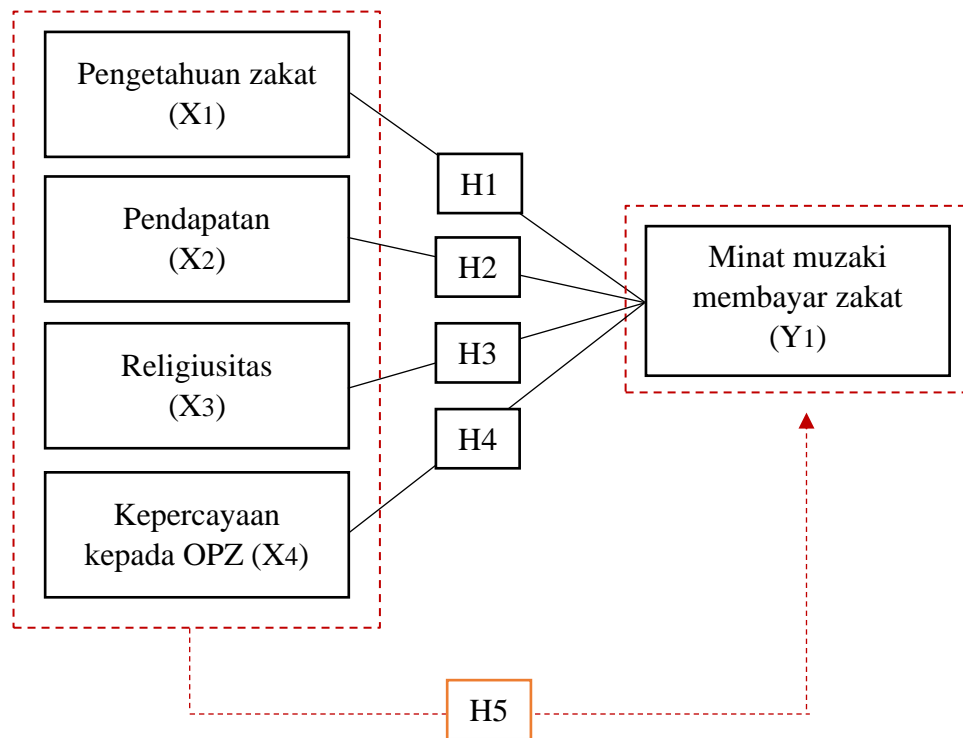 Pengetahuan zakat
(X1)
H1
Pendapatan
(X2)
H2
Religiusitas
(X3)
H3
Kepercayaan
kepada OPZ (X4)
H4
Minat muzaki
membayar zakat
(Y1)
H5